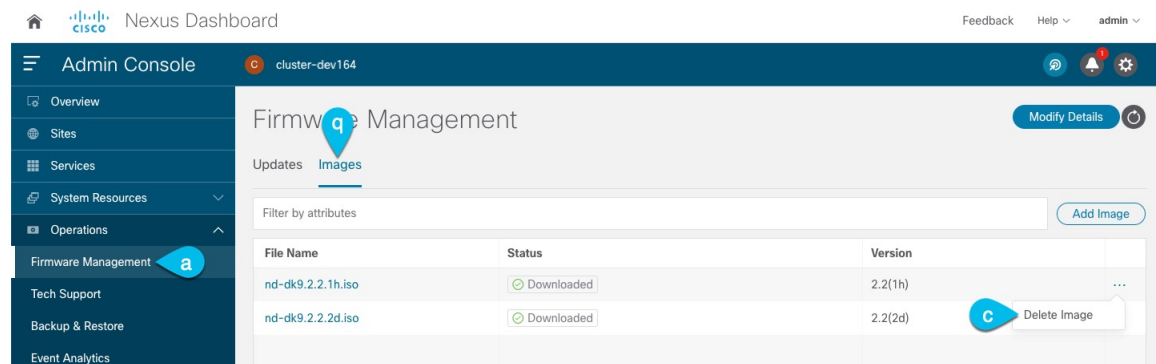 cisco Nexus Dashboard Feedback Help admin
Admin Console C cluster-dev164 1
Overview
Sites
Services
System Resources
Operations
Firmware Management a
Tech Support
Backup & Restore
Event Analytics
Firmware Management Modify Details
q
Updates Images
Filter by attributes Add Image
File Name Status Version
nd-dk9.2.2.1h.iso Downloaded 2.2(1h) ...
nd-dk9.2.2.2d.iso Downloaded 2.2(2d)
c Delete Image